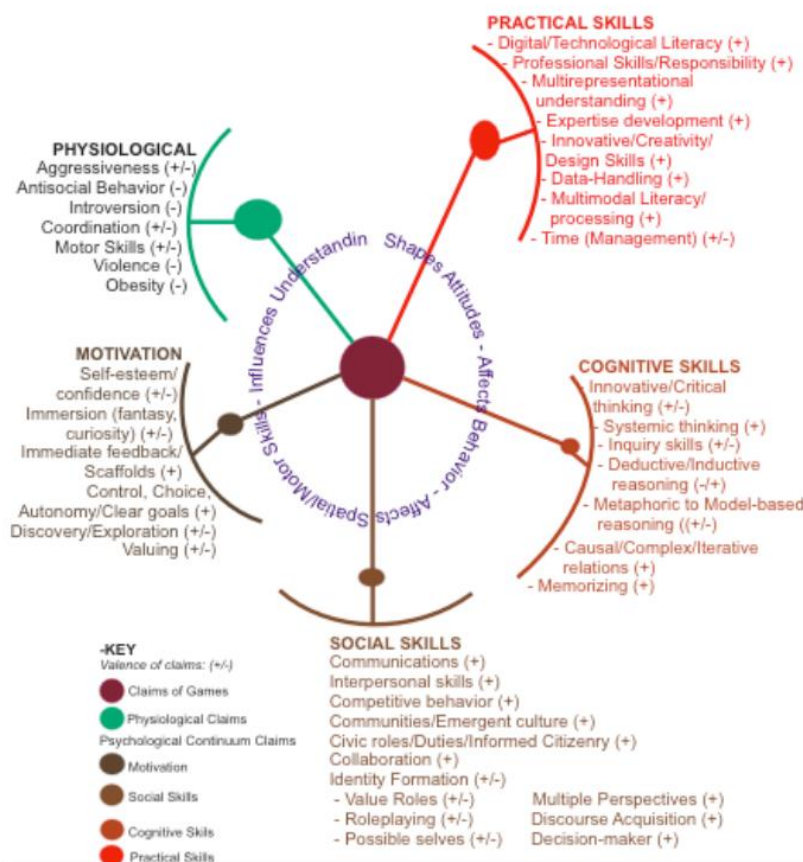 PRACTICAL SKILLS
- Digital/Technological Literacy (+)
- Professional Skills/Responsibility (+)
- Multirepresentational
understanding (+)
- Expertise development (+)
- Innovative/Creativity/
Design Skills (+)
- Data-Handling (+)
- Multimodal Literacy/
processing (+)
- Time (Management) (+/-)
PHYSIOLOGICAL
Aggressiveness (+/-)
Antisocial Behavior (-)
Introversion (-)
Coordination (+/-)
Motor Skills (+/-)
Violence (-)
Obesity (-)
Shapes Attitudes - Affects Behavior - Affects Spatial/Motor Skills - Influences Understandin
MOTIVATION
Self-esteem/
confidence (+/-)
Immersion (fantasy,
curiosity) (+/-)
Immediate feedback/
Scaffolds (+)
Control, Choice,
Autonomy/Clear goals (+)
Discovery/Exploration (+/-)
Valuing (+/-)
COGNITIVE SKILLS
- Innovative/Critical
thinking (+/-)
- Systemic thinking (+)
- Inquiry skills (+/-)
- Deductive/Inductive
reasoning (-/+)
- Metaphoric to Model-based
reasoning ((+/-)
- Causal/Complex/Iterative
relations (+)
- Memorizing (+)
SOCIAL SKILLS
Communications (+)
Interpersonal skills (+)
Competitive behavior (+)
Communities/Emergent culture (+)
Civic roles/Duties/Informed Citizenry (+)
Collaboration (+)
Identity Formation (+/-)
- Value Roles (+/-)
- Roleplaying (+/-)
- Possible selves (+/-)
Multiple Perspectives (+)
Discourse Acquisition (+)
Decision-maker (+)
-KEY
Valence of claims: (+/-)
Claims of Games
Physiological Claims
Psychological Continuum Claims
Motivation
Social Skills
Cognitive Skils
Practical Skills